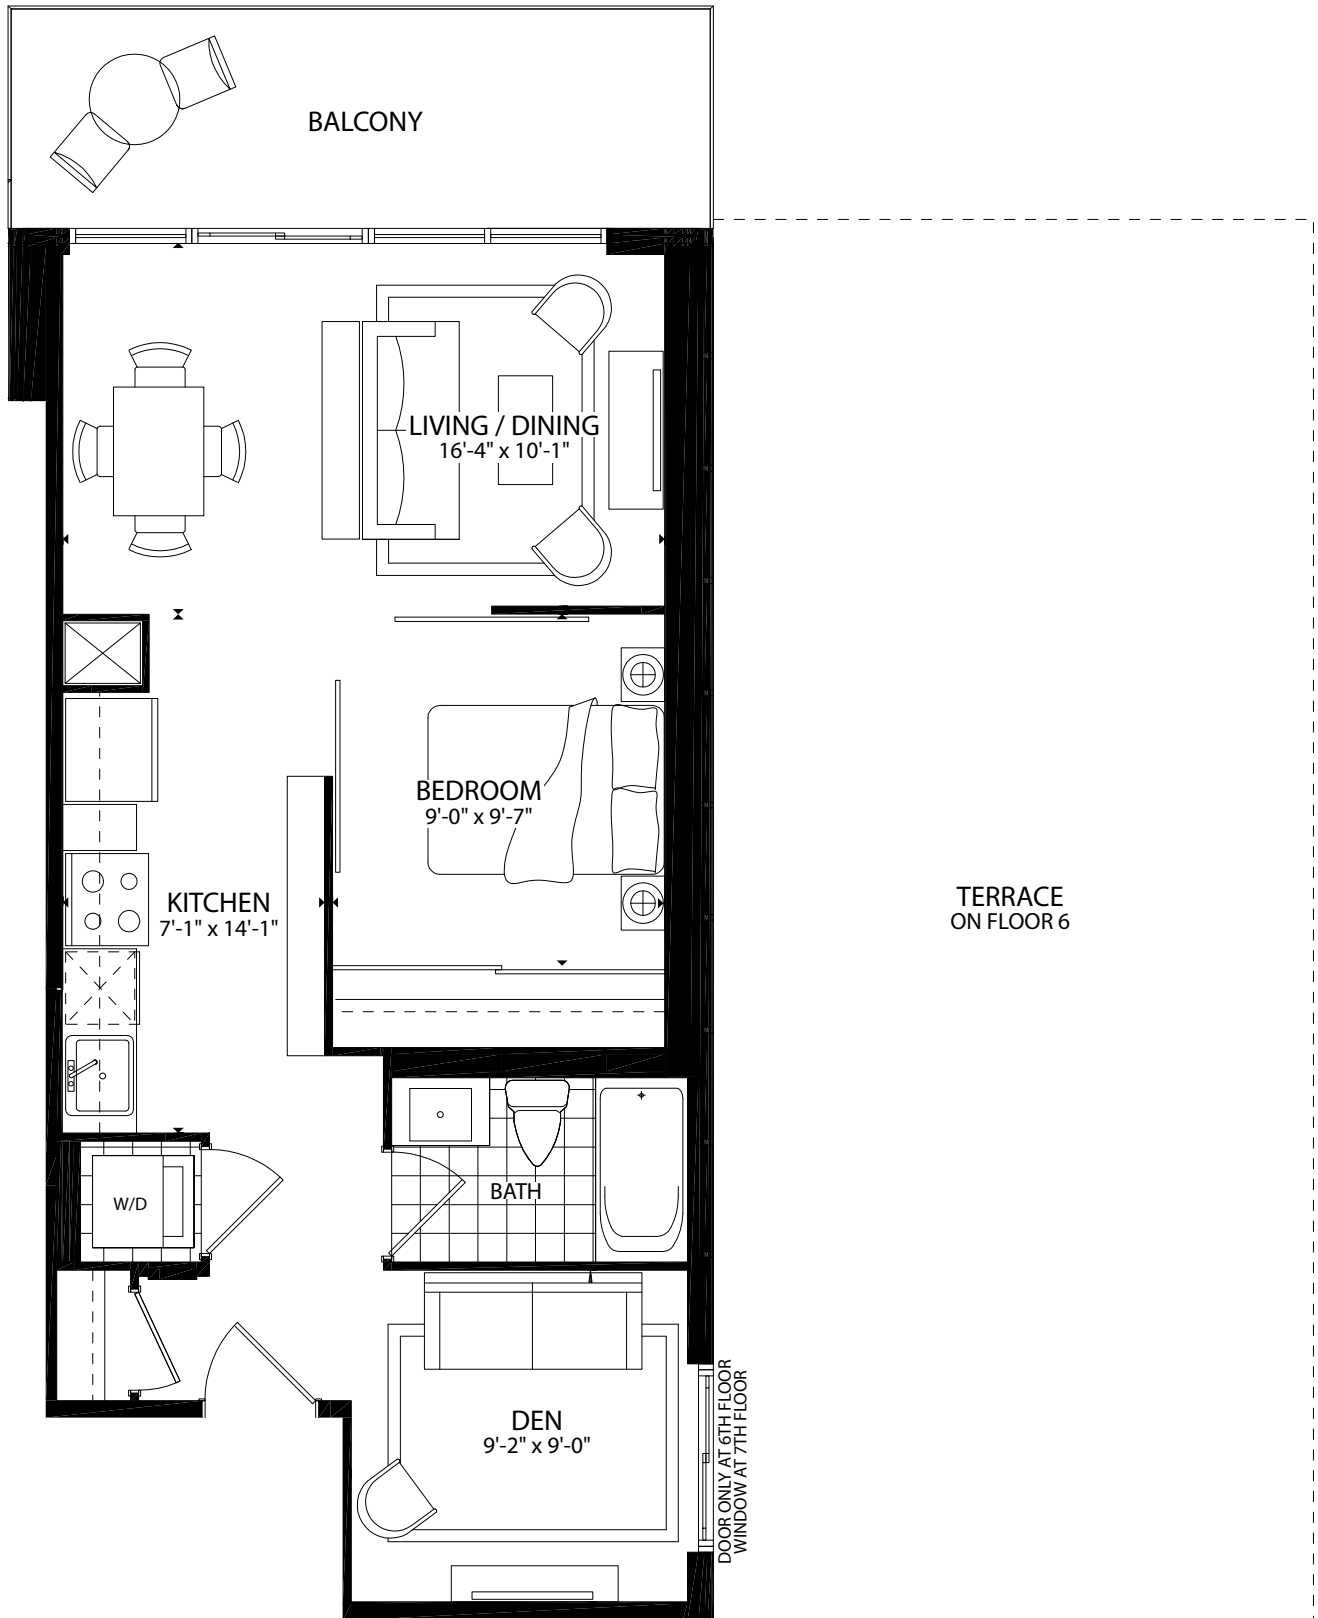 BALCONY
LIVING / DINING
16'-4" x 10'-1"
BEDROOM
9'-0" x 9'-7"
KITCHEN
7'-1" x 14'-1"
TERRACE
ON FLOOR 6
BATH
W/D
DEN
9'-2" x 9'-0"
DOOR ONLY AT 6TH FLOOR
WINDOW AT 7TH FLOOR